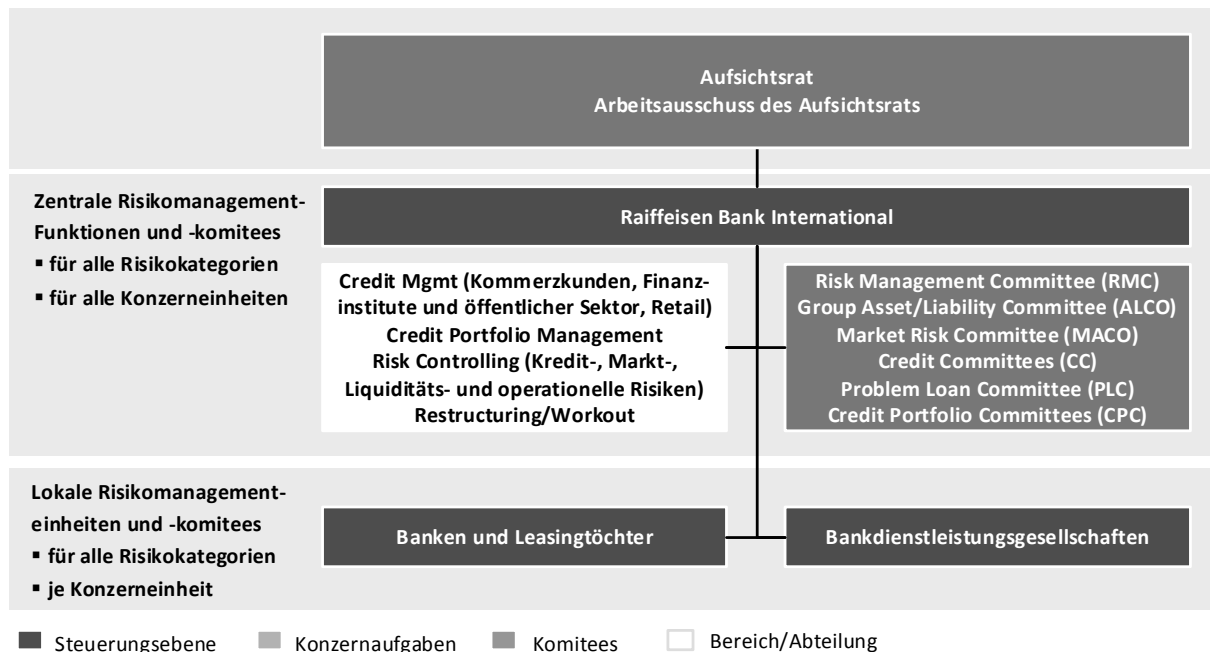 Aufsichtsrat
Arbeitsausschuss des Aufsichtsrats
Zentrale Risikomanagement-
Funktionen und -komitees
▪ für alle Risikokategorien
▪ für alle Konzerneinheiten
Raiffeisen Bank International
Credit Mgmt (Kommerzkunden, Finanz-
institute und öffentlicher Sektor, Retail)
Credit Portfolio Management
Risk Controlling (Kredit-, Markt-,
Liquiditäts- und operationelle Risiken)
Restructuring/Workout
Risk Management Committee (RMC)
Group Asset/Liability Committee (ALCO)
Market Risk Committee (MACO)
Credit Committees (CC)
Problem Loan Committee (PLC)
Credit Portfolio Committees (CPC)
Lokale Risikomanagement-
einheiten und -komitees
▪ für alle Risikokategorien
▪ je Konzerneinheit
Banken und Leasingtöchter
Bankdienstleistungsgesellschaften
Steuerungsebene
Konzernaufgaben
Komitees
Bereich/Abteilung